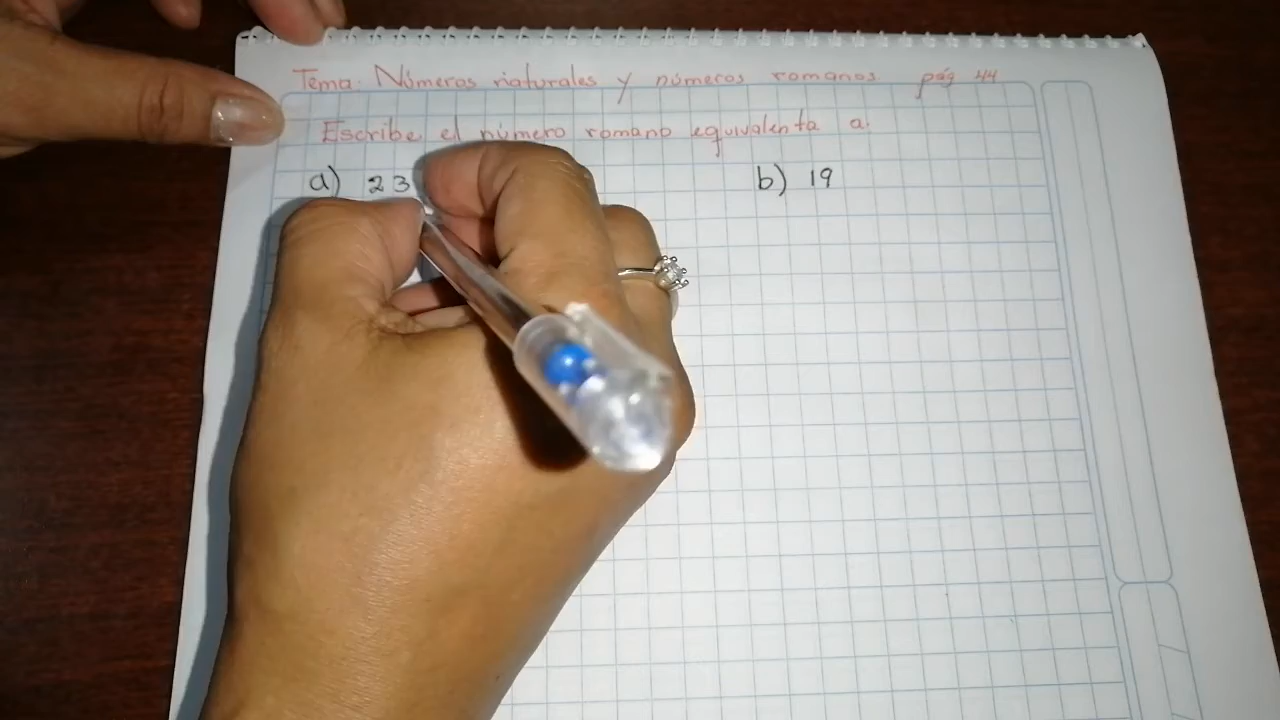 Tema: Números naturales y números romanos pág 44
Escribe el número romano equivalente a:
a) 23 b) 19